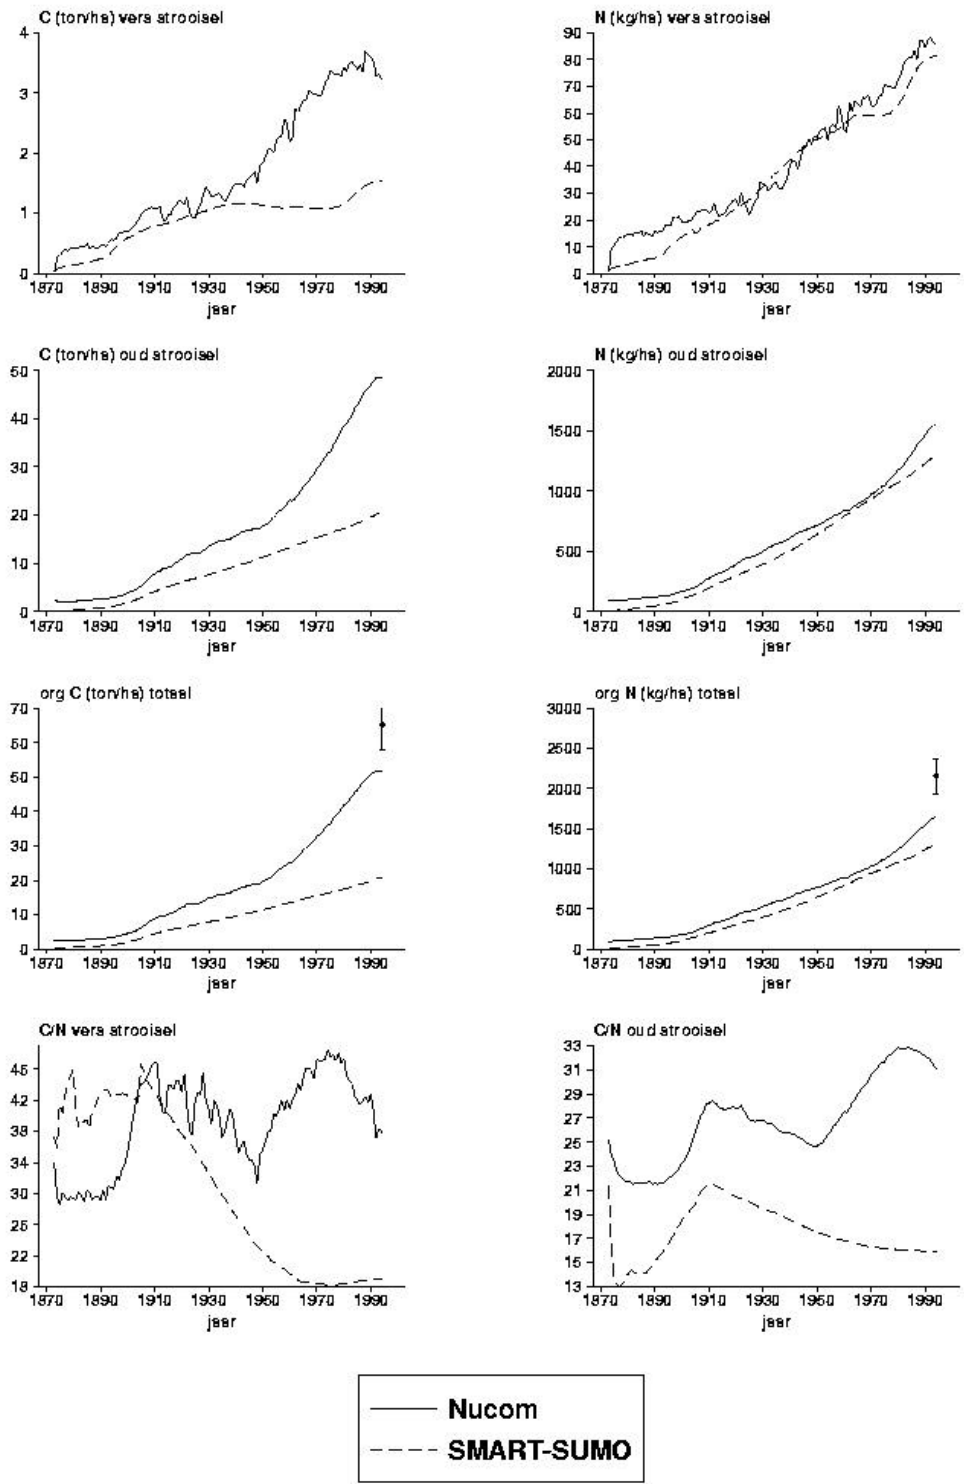 C (ton/ha) vers strooisel
4
3
2
1
0
1870 1890 1910 1930 1950 1970 1990
jaar
N (kg/ha) vers strooisel
90
80
70
60
50
40
30
20
10
0
1870 1890 1910 1930 1950 1970 1990
jaar
C (ton/ha) oud strooisel
50
40
30
20
10
0
1870 1890 1910 1930 1950 1970 1990
jaar
N (kg/ha) oud strooisel
2000
1500
1000
500
0
1870 1890 1910 1930 1950 1970 1990
jaar
org C (ton/ha) totaal
70
60
50
50
40
30
20
10
0
1870 1890 1910 1930 1950 1970 1990
jaar
org N (kg/ha) totaal
3000
2500
2000
1500
1000
500
0
1870 1890 1910 1930 1950 1970 1990
jaar
C/N vers strooisel
45
42
38
34
30
25
22
18
1870 1890 1910 1930 1950 1970 1990
jaar
C/N oud strooisel
33
31
29
27
25
23
21
19
17
15
13
1870 1890 1910 1930 1950 1970 1990
jaar
Nucom
SMART-SUMO